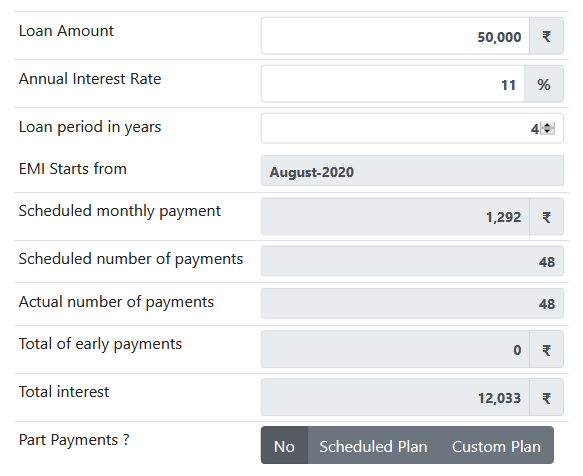 Loan Amount 50,000 ₹
Annual Interest Rate 11 %
Loan period in years 4
EMI Starts from August-2020
Scheduled monthly payment 1,292 ₹
Scheduled number of payments 48
Actual number of payments 48
Total of early payments 0 ₹
Total interest 12,033 ₹
Part Payments ? No Scheduled Plan Custom Plan